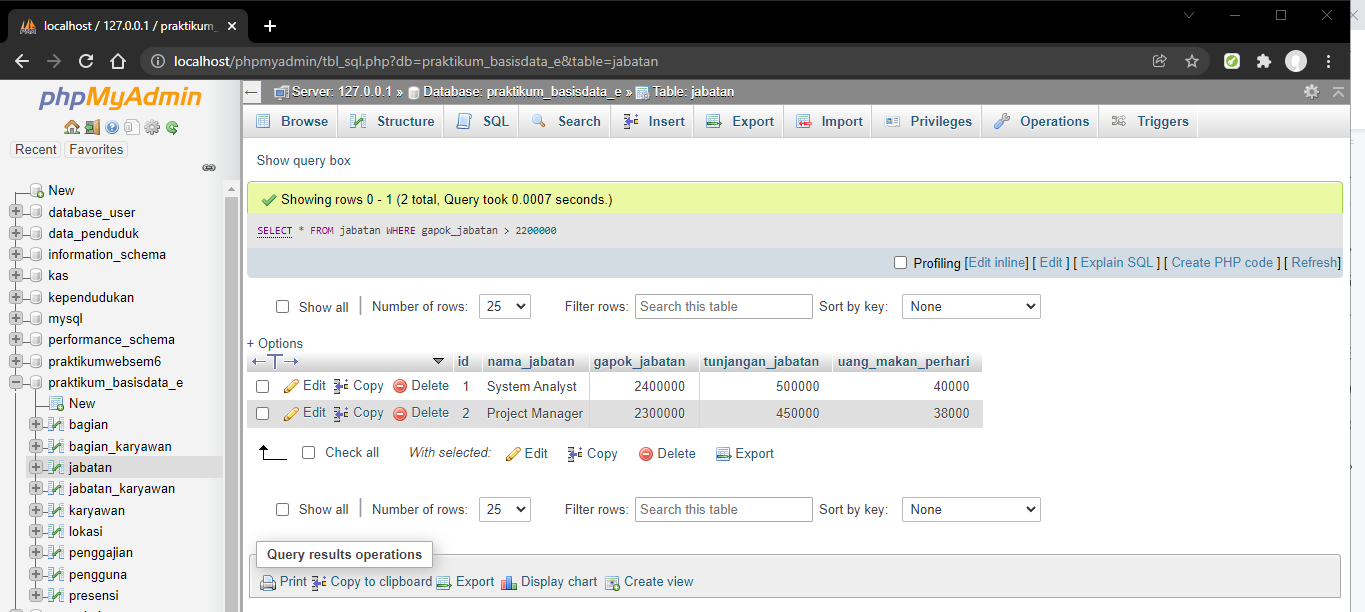 localhost / 127.0.0.1 / praktikum_
localhost/phpmyadmin/tbl_sql.php?db=praktikum_basisdata_e&table=jabatan
phpMyAdmin
Recent Favorites
New
database_user
data_penduduk
information_schema
kas
kependudukan
mysql
performance_schema
praktikumwebsem6
praktikum_basisdata_e
New
bagian
bagian_karyawan
jabatan
jabatan_karyawan
karyawan
lokasi
penggajian
pengguna
presensi
Server: 127.0.0.1 » Database: praktikum_basisdata_e » Table: jabatan
Browse Structure SQL Search Insert Export Import Privileges Operations Triggers
Show query box
Showing rows 0 - 1 (2 total, Query took 0.0007 seconds.)
SELECT * FROM jabatan WHERE gapok_jabatan > 2200000
Profiling [Edit inline] [ Edit ] [ Explain SQL ] [ Create PHP code ] [ Refresh]
Show all Number of rows: 25 Filter rows: Search this table Sort by key: None
+ Options
id nama_jabatan gapok_jabatan tunjangan_jabatan uang_makan_perhari
Edit Copy Delete 1 System Analyst 2400000 500000 40000
Edit Copy Delete 2 Project Manager 2300000 450000 38000
Check all With selected: Edit Copy Delete Export
Show all Number of rows: 25 Filter rows: Search this table Sort by key: None
Query results operations
Print Copy to clipboard Export Display chart Create view